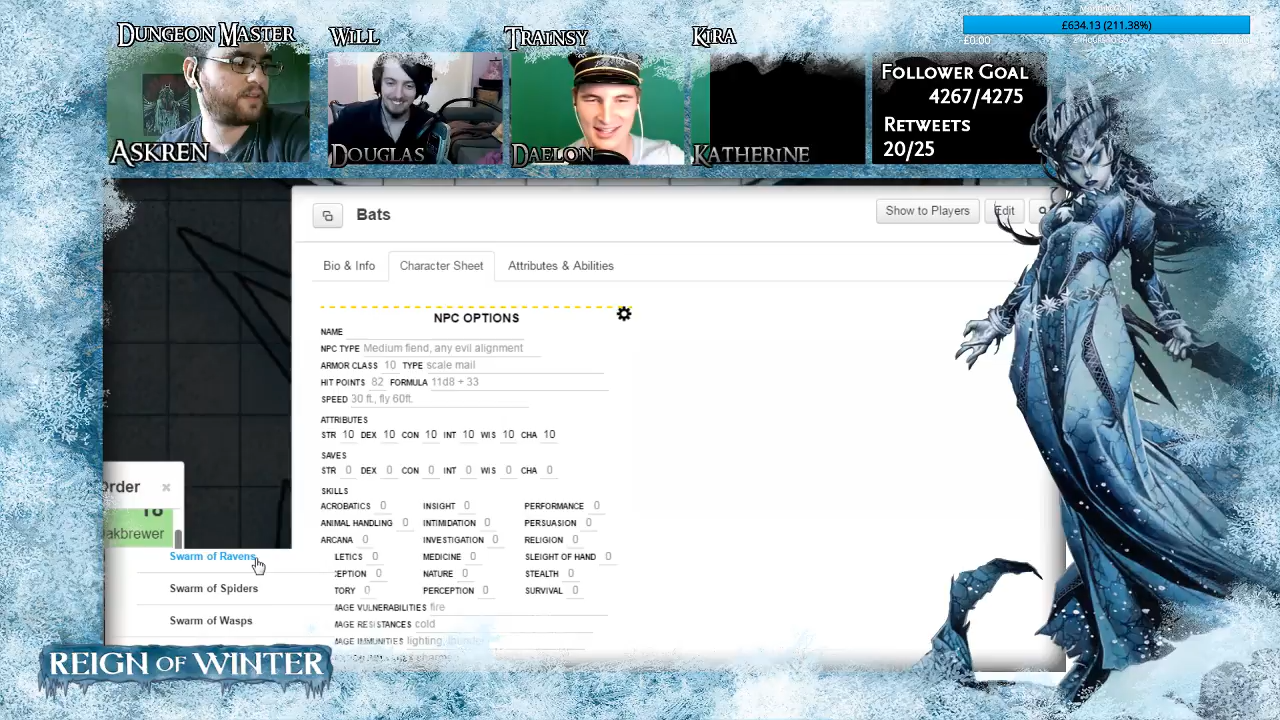 Dungeon Master
Will
Trainsy
Kira
£634.13 (211.38%)
£0.00
Askren
Douglas
Daelon
Katherine
Follower Goal
4267/4275
Retweets
20/25
Bats
Show to Players
Edit
Bio & Info
Character Sheet
Attributes & Abilities
NPC OPTIONS
NAME
NPC TYPE Medium fiend, any evil alignment
ARMOR CLASS 10 TYPE scale mail
HIT POINTS 82 FORMULA 11d8 + 33
SPEED 30 ft., fly 60ft.
ATTRIBUTES
STR 10 DEX 10 CON 10 INT 10 WIS 10 CHA 10
SAVES
STR 0 DEX 0 CON 0 INT 0 WIS 0 CHA 0
SKILLS
ACROBATICS 0 INSIGHT 0 PERFORMANCE 0
ANIMAL HANDLING 0 INTIMIDATION 0 PERSUASION 0
ARCANA 0 INVESTIGATION 0 RELIGION 0
LETICS 0 MEDICINE 0 SLEIGHT OF HAND 0
EPTION 0 NATURE 0 STEALTH 0
TORY 0 PERCEPTION 0 SURVIVAL 0
AGE VULNERABILITIES fire
AGE RESISTANCES cold
AGE IMMUNITIES lighting,
Order
akbrewer
Swarm of Ravens
Swarm of Spiders
Swarm of Wasps
Reign of Winter